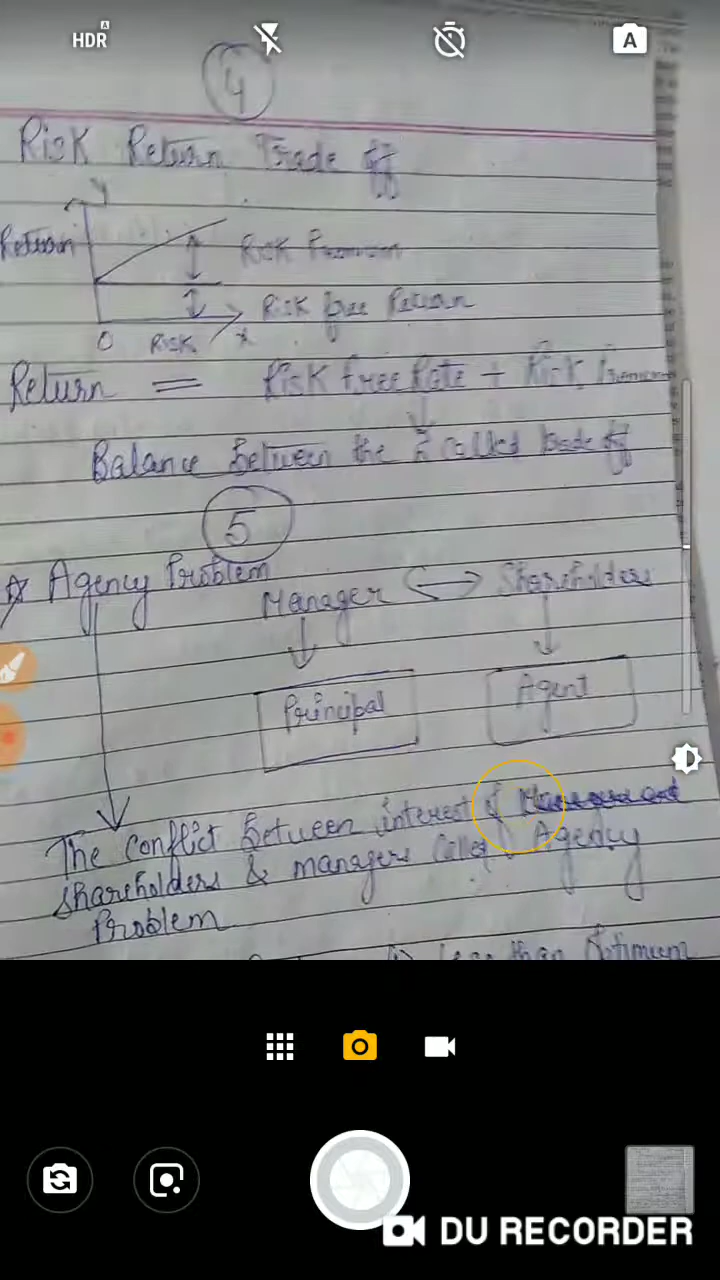 HDR A
A
4
Risk Return Trade off
Y
Return
Risk Premium
Risk free Return
O Risk X
Return = Risk free Rate + Risk Premium
Balance Between the 2 Called trade off
5
Agency Problem
Manager Shareholders
Principal Agent
The conflict Between interest of
shareholders & managers Called Agency
Problem
(i) Less than Optimum
DU RECORDER